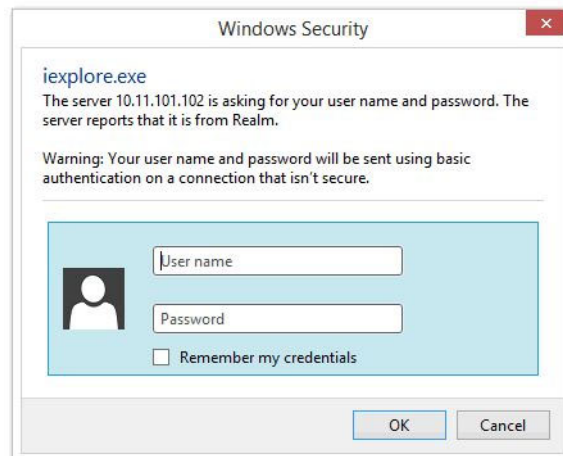 Windows Security
iexplore.exe
The server 10.11.101.102 is asking for your user name and password. The
server reports that it is from Realm.
Warning: Your user name and password will be sent using basic
authentication on a connection that isn't secure.
User name
Password
Remember my credentials
OK Cancel